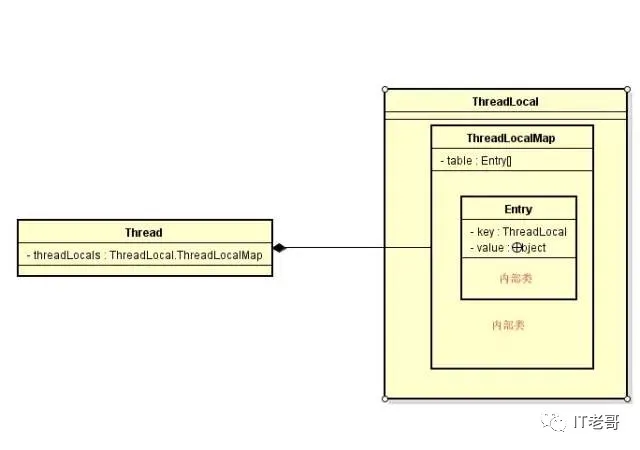 ThreadLocal
ThreadLocalMap
- table : Entry[]
Entry
- key : ThreadLocal
- value : Object
内部类
内部类
Thread
- threadLocals : ThreadLocal.ThreadLocalMap
IT老哥